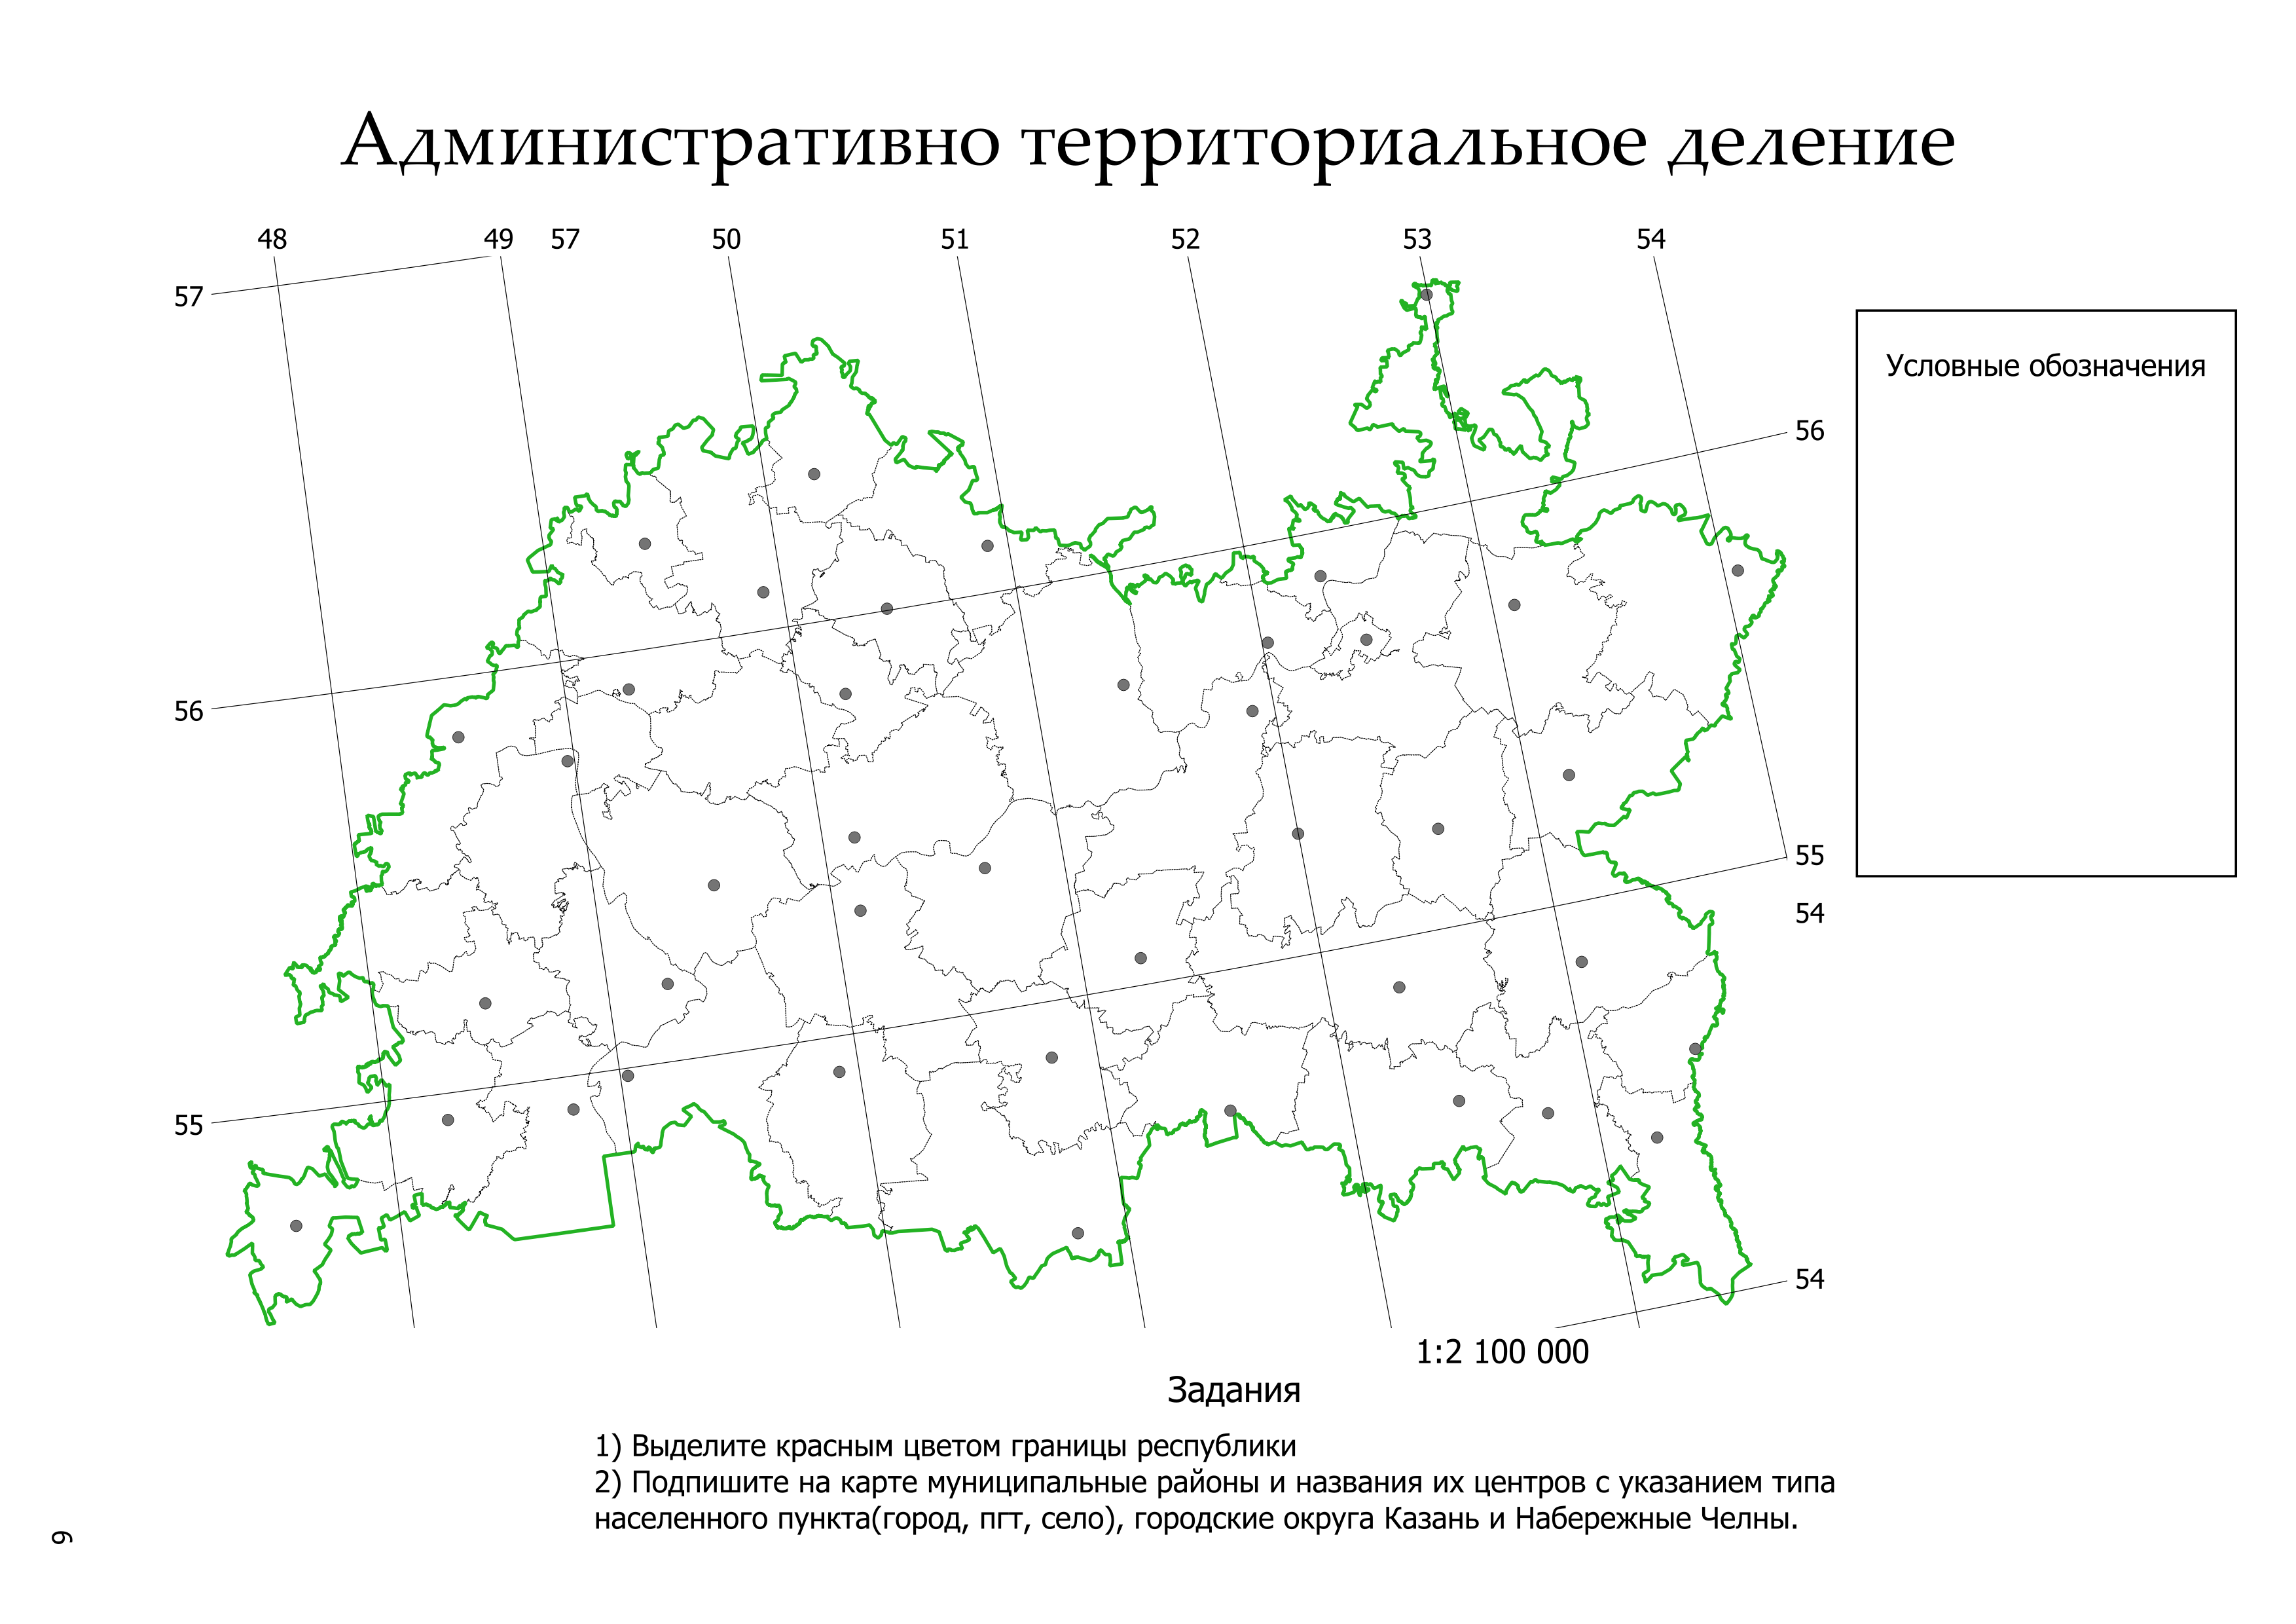 Административно территориальное деление
48 49 57 50 51 52 53 54
57
Условные обозначения
56
56
55
54
55
54
1:2 100 000
Задания
1) Выделите красным цветом границы республики
2) Подпишите на карте муниципальные районы и названия их центров с указанием типа
населенного пункта(город, пгт, село), городские округа Казань и Набережные Челны.
9